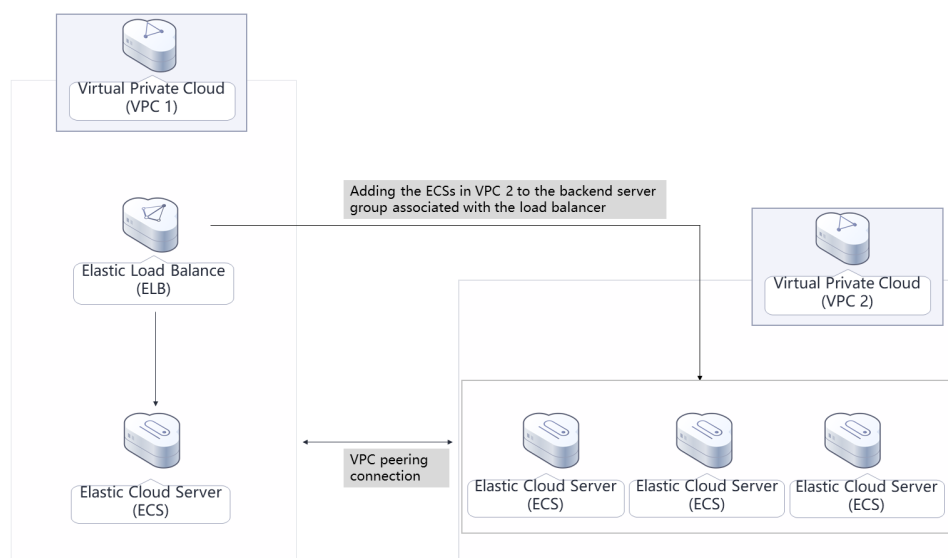 Virtual Private Cloud
(VPC 1)
Adding the ECSs in VPC 2 to the backend server
group associated with the load balancer
Elastic Load Balance
(ELB)
Virtual Private Cloud
(VPC 2)
VPC peering
connection
Elastic Cloud Server
(ECS)
Elastic Cloud Server
(ECS)
Elastic Cloud Server
(ECS)
Elastic Cloud Server
(ECS)